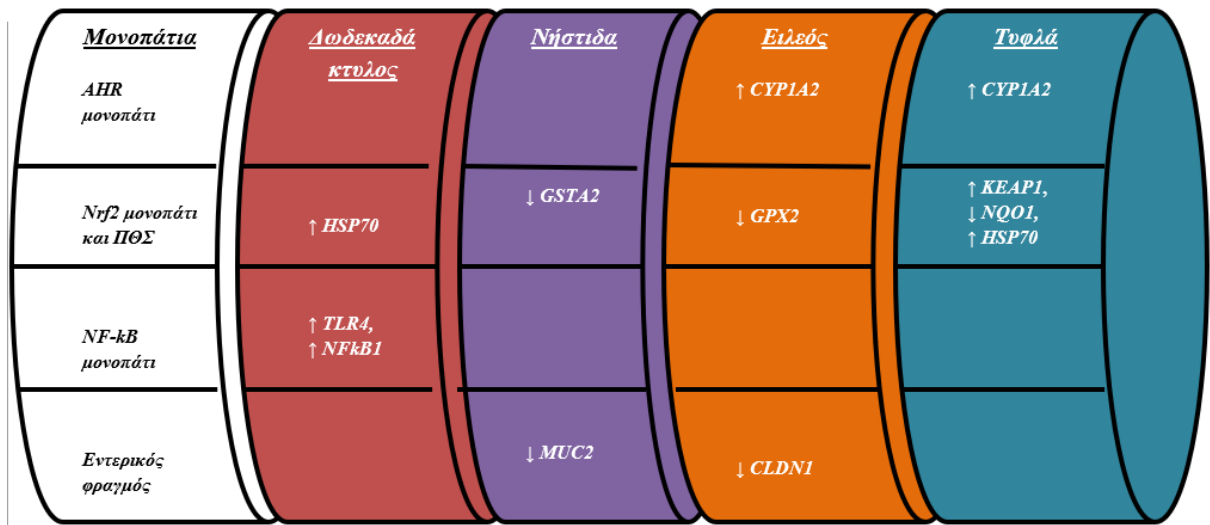 Μονοπάτια
Δωδεκαδά
κτυλος
Νήστιδα
Ειλεός
Τυφλά
AHR
μονοπάτι
↑ CYP1A2
↑ CYP1A2
Nrf2 μονοπάτι
και ΠΘΣ
↑ HSP70
↓ GSTA2
↓ GPX2
↑ KEAP1,
↓ NQO1,
↑ HSP70
NF-kB
μονοπάτι
↑ TLR4,
↑ NFkB1
Εντερικός
φραγμός
↓ MUC2
↓ CLDN1